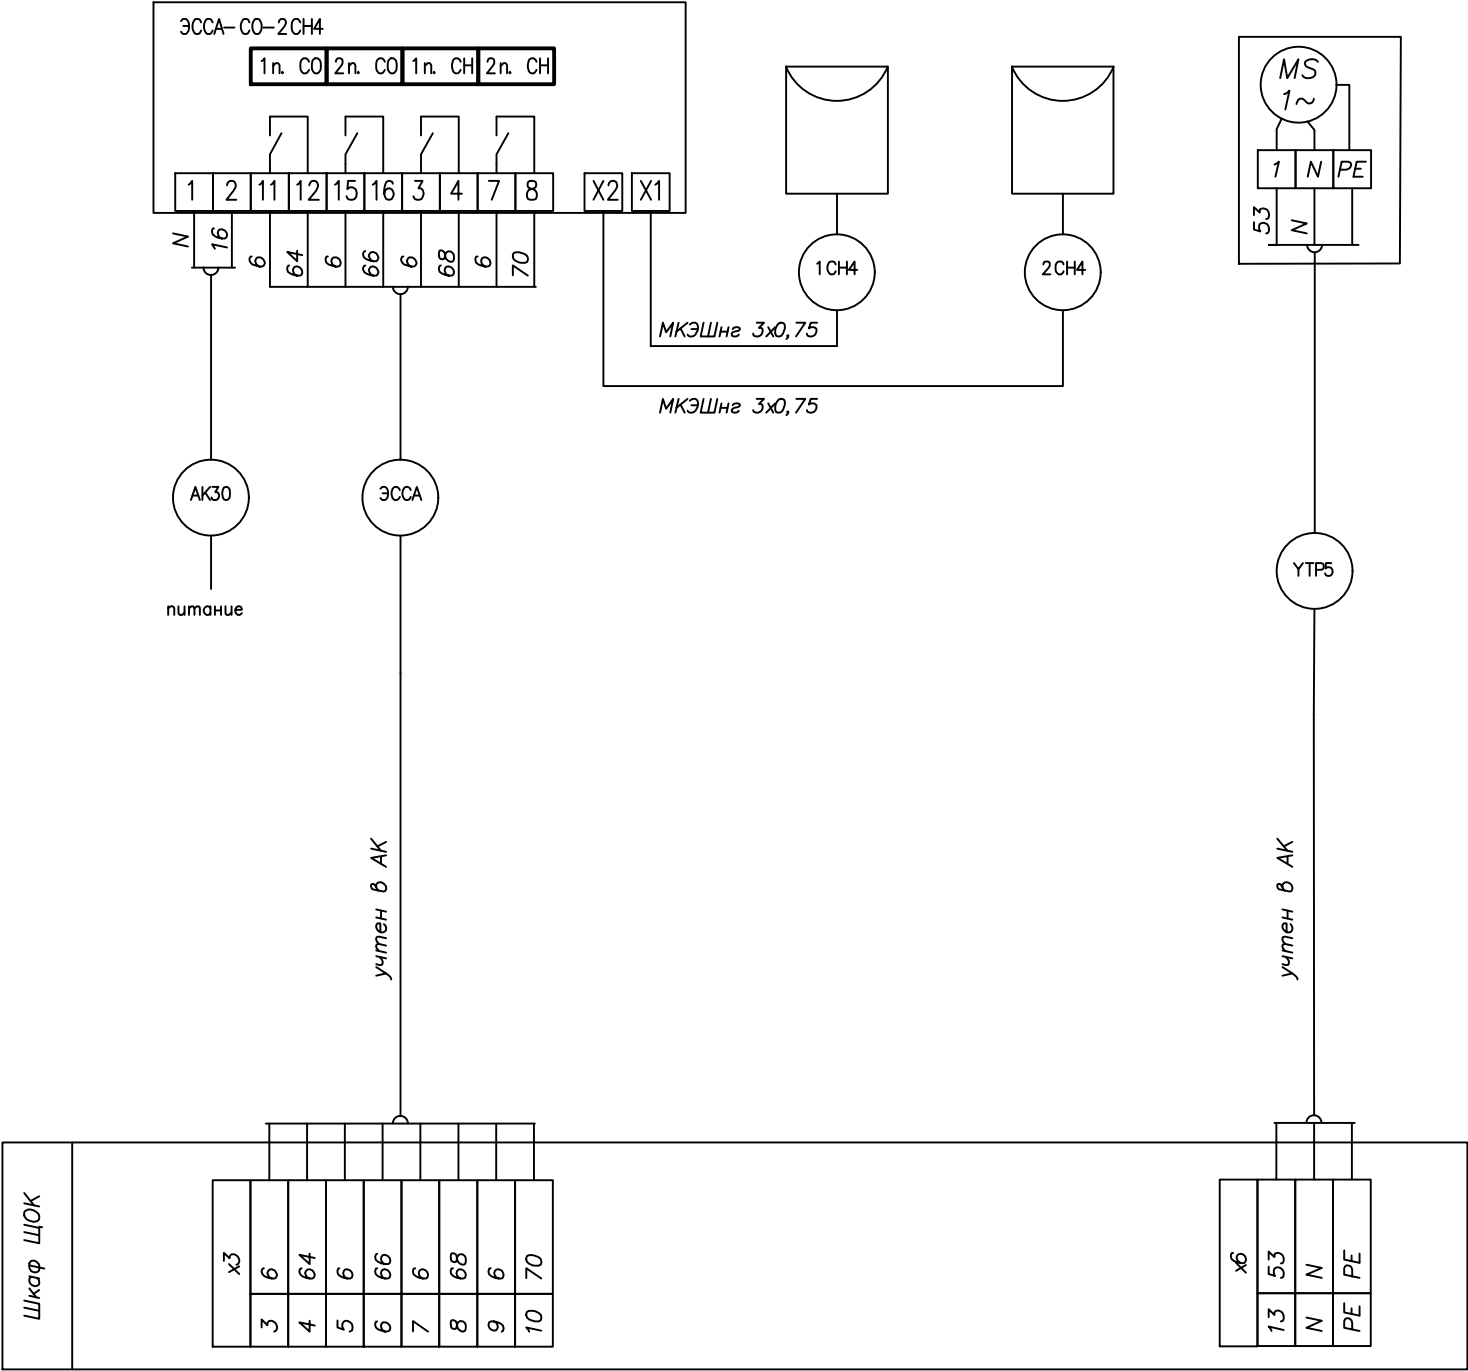 ЭССА-СО-2СН4
1п. СО 2п. СО 1п. СН 2п. СН
1 2 11 12 15 16 3 4 7 8 Х2 Х1
N 16 6 64 6 66 6 68 6 70
1СН4
2СН4
МКЭШнг 3х0,75
МКЭШнг 3х0,75
MS
1~
1 N PE
53 N
АК30
ЭССА
YTP5
питание
учтен в АК
учтен в АК
Шкаф ЩОК
х3 6 64 6 66 6 68 6 70
3 4 5 6 7 8 9 10
х6 53 N PE
13 N PE